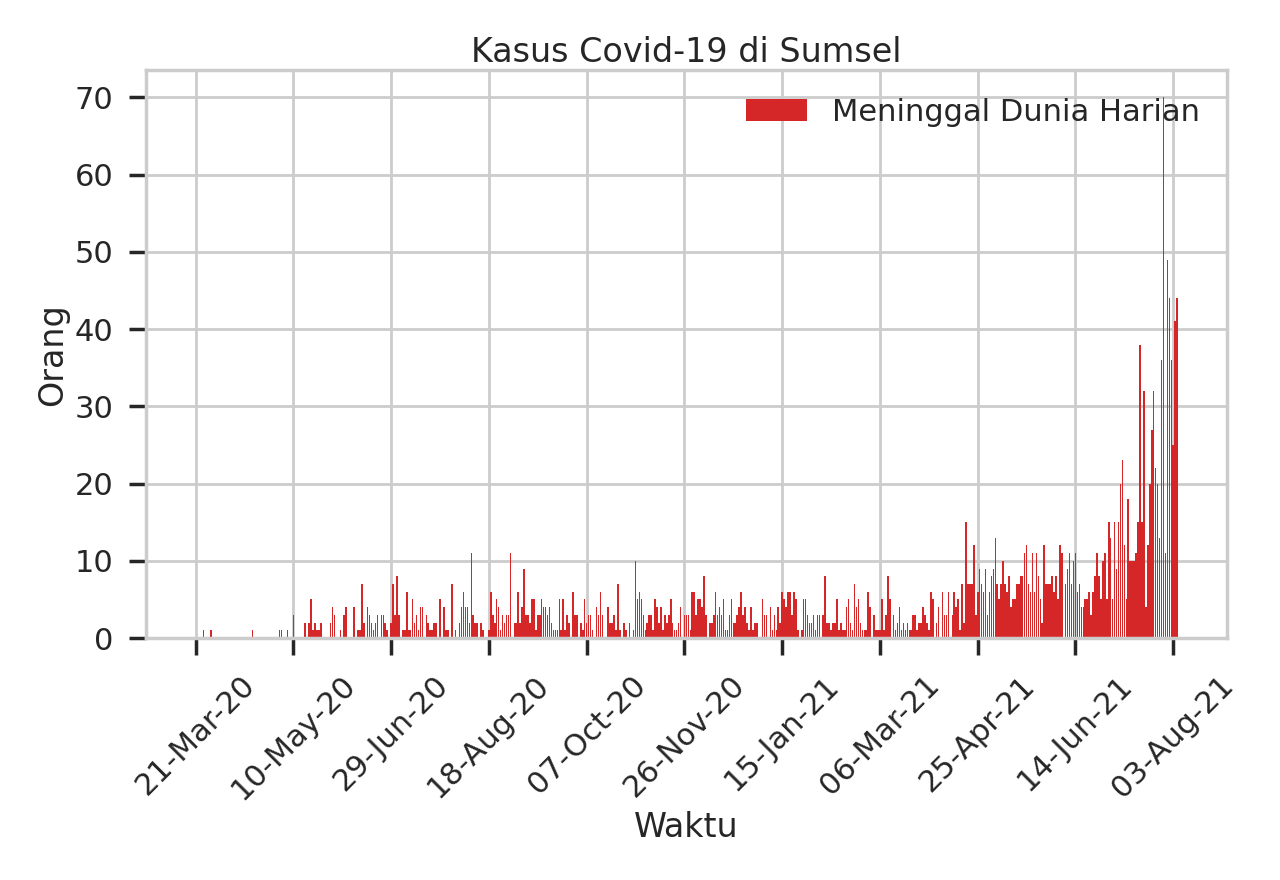 Kasus Covid-19 di Sumsel
Meninggal Dunia Harian
70
60
50
40
30
20
10
0
Orang
21-Mar-20
10-May-20
29-Jun-20
18-Aug-20
07-Oct-20
26-Nov-20
15-Jan-21
06-Mar-21
25-Apr-21
14-Jun-21
03-Aug-21
Waktu